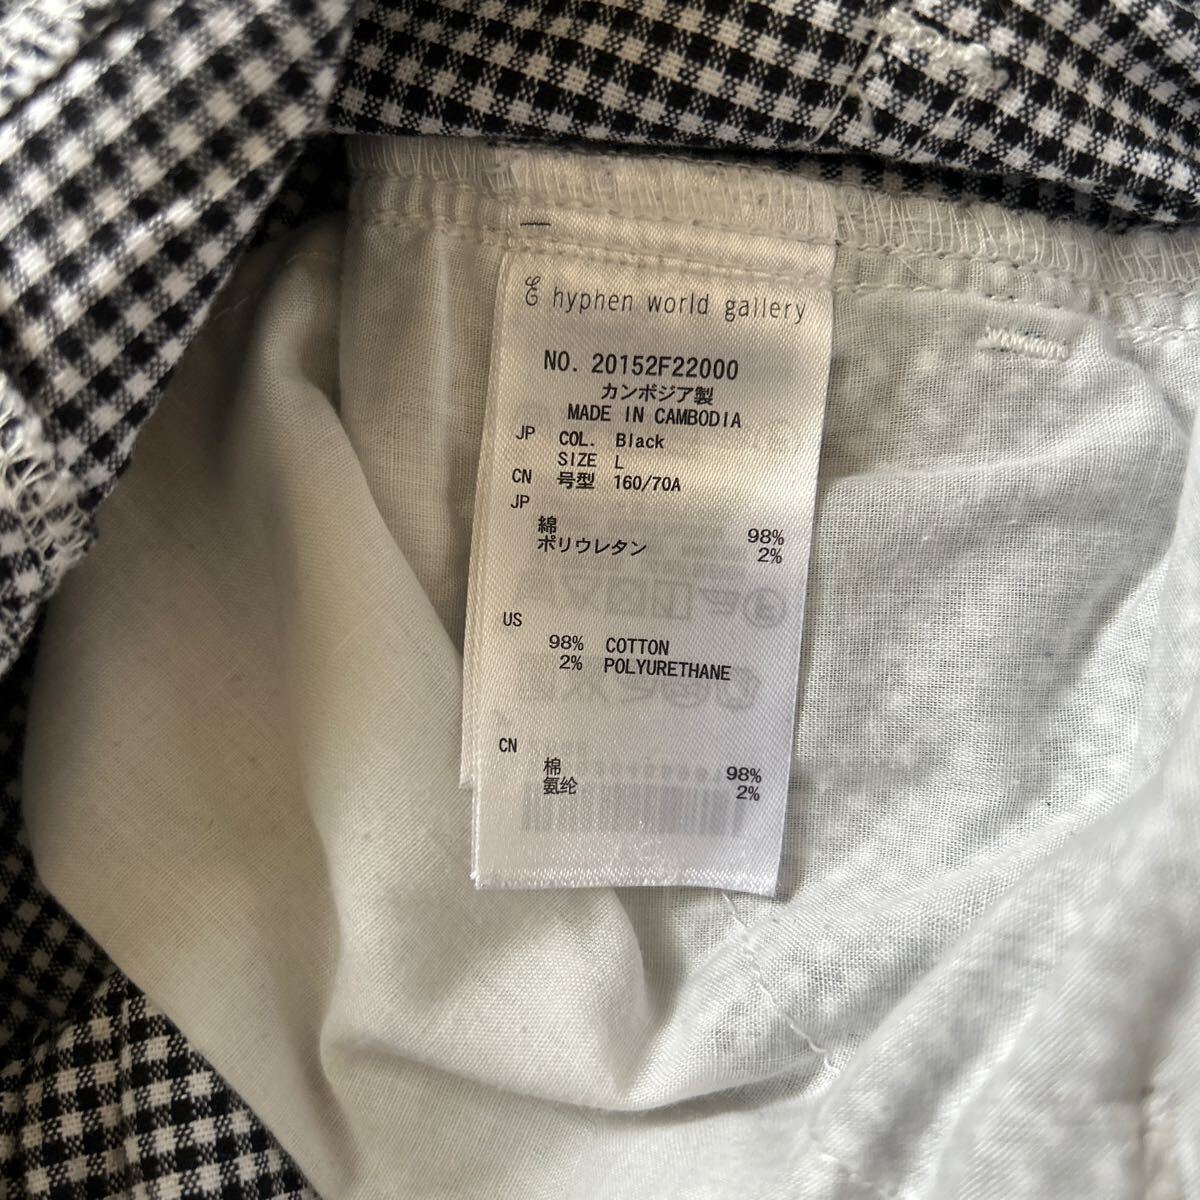 hyphen world gallery
NO. 20152F22000
カンボジア製
MADE IN CAMBODIA
JP COL. Black
SIZE L
CN 号型 160/70A
JP
綿 98%
ポリウレタン 2%
US
98% COTTON
2% POLYURETHANE
CN
棉 98%
氨纶 2%